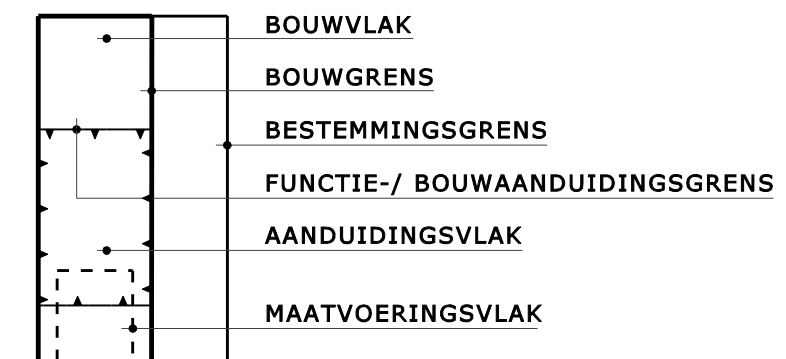 BOUWVLAK
BOUWGRENS
BESTEMMINGSGRENS
FUNCTIE-/ BOUWAANDUIDINGSGRENS
AANDUIDINGSVLAK
MAATVOERINGSVLAK